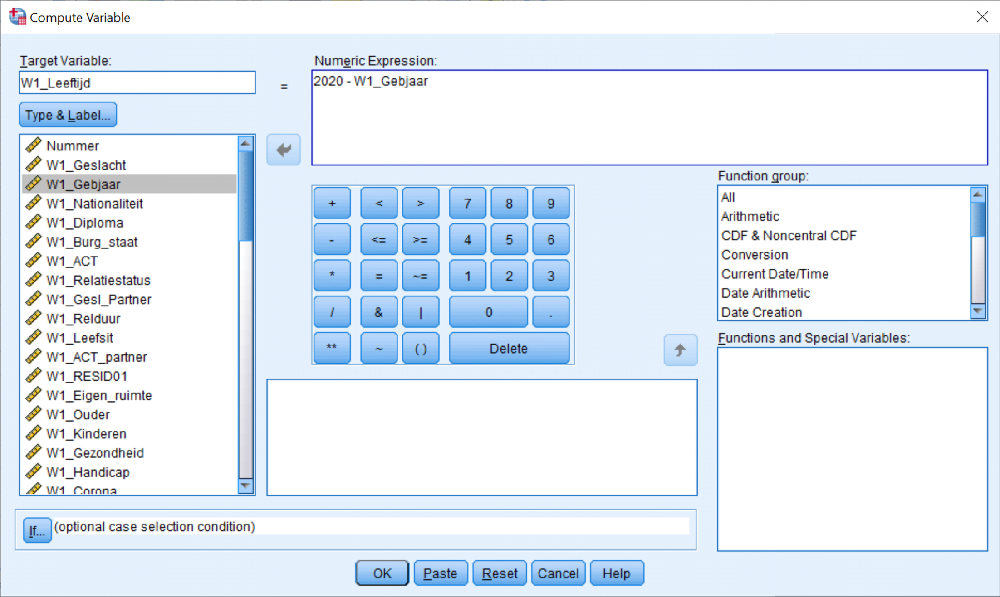 Compute Variable
Target Variable:
W1_Leeftijd
=
Numeric Expression:
2020 - W1_Gebjaar
Type & Label...
Nummer
W1_Geslacht
W1_Gebjaar
W1_Nationaliteit
W1_Diploma
W1_Burg_staat
W1_ACT
W1_Relatiestatus
W1_Gesl_Partner
W1_Relduur
W1_Leefsit
W1_ACT_partner
W1_RESID01
W1_Eigen_ruimte
W1_Ouder
W1_Kinderen
W1_Gezondheid
W1_Handicap
W1_Corona
+ < > 7 8 9
- <= >= 4 5 6
* = ~= 1 2 3
/ & | 0 .
** ~ ( ) Delete
Function group:
All
Arithmetic
CDF & Noncentral CDF
Conversion
Current Date/Time
Date Arithmetic
Date Creation
Functions and Special Variables:
If... (optional case selection condition)
OK Paste Reset Cancel Help